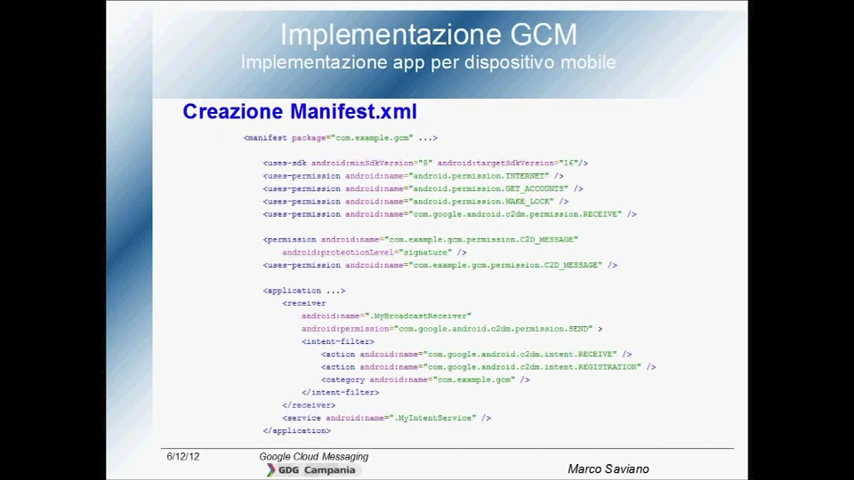 Implementazione GCM
Implementazione app per dispositivo mobile
Creazione Manifest.xml
<manifest package="com.example.gcm" ...>
<uses-sdk android:minSdkVersion="8" android:targetSdkVersion="16"/>
<uses-permission android:name="android.permission.INTERNET" />
<uses-permission android:name="android.permission.GET_ACCOUNTS" />
<uses-permission android:name="android.permission.WAKE_LOCK" />
<uses-permission android:name="com.google.android.c2dm.permission.RECEIVE" />
<permission android:name="com.example.gcm.permission.C2D_MESSAGE"
android:protectionLevel="signature" />
<uses-permission android:name="com.example.gcm.permission.C2D_MESSAGE" />
<application ...>
<receiver
android:name=".MyBroadcastReceiver"
android:permission="com.google.android.c2dm.permission.SEND" >
<intent-filter>
<action android:name="com.google.android.c2dm.intent.RECEIVE" />
<action android:name="com.google.android.c2dm.intent.REGISTRATION" />
<category android:name="com.example.gcm" />
</intent-filter>
</receiver>
<service android:name=".MyIntentService" />
</application>
6/12/12
Google Cloud Messaging
GDG Campania
Marco Saviano